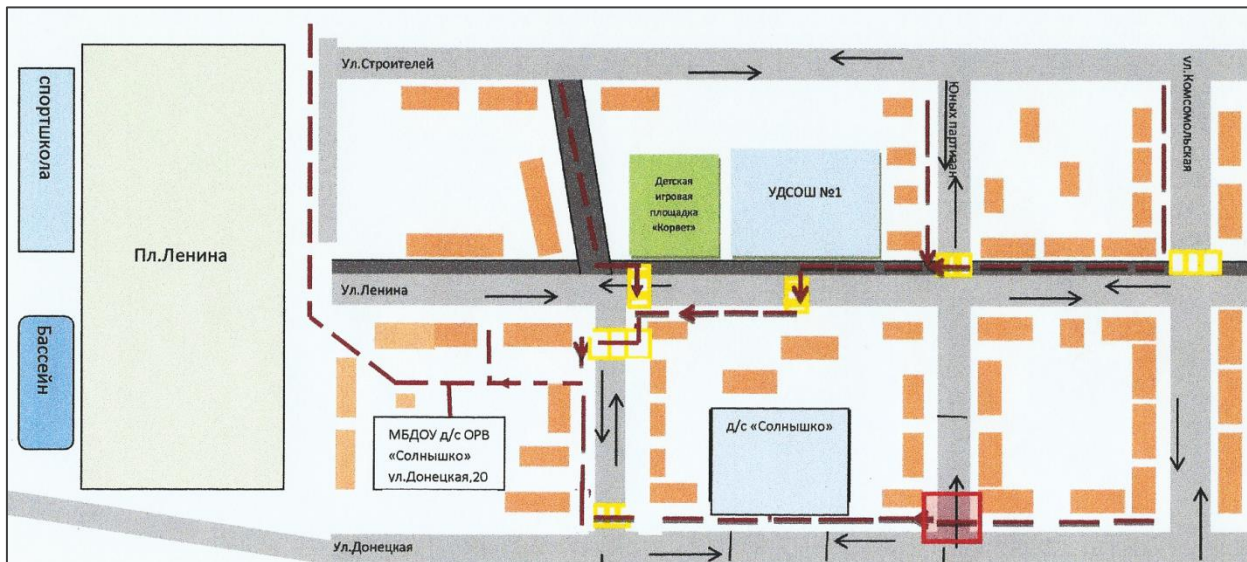 Ул.Строителей
ул.Комсомольская
Юных партизан
спортшкола
Пл.Ленина
Бассейн
Детская
игровая
площадка
«Корвет»
УДСОШ №1
Ул.Ленина
МБДОУ д/с ОРВ
«Солнышко»
ул.Донецкая,20
д/с «Солнышко»
Ул.Донецкая